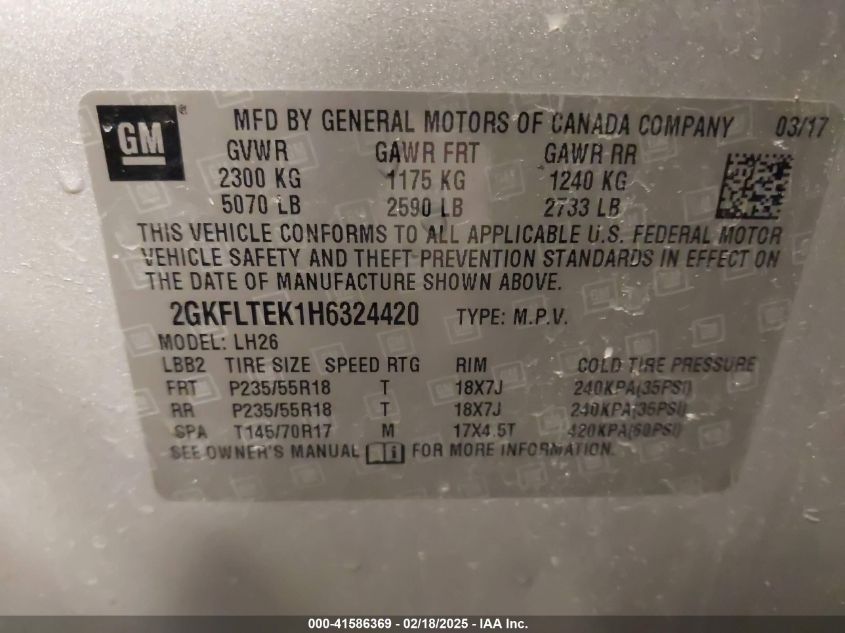 GM ® MFD BY GENERAL MOTORS OF CANADA COMPANY 03/17
GVWR GAWR FRT GAWR RR
2300 KG 1175 KG 1240 KG
5070 LB 2590 LB 2733 LB
THIS VEHICLE CONFORMS TO ALL APPLICABLE U.S. FEDERAL MOTOR
VEHICLE SAFETY AND THEFT PREVENTION STANDARDS IN EFFECT ON
THE DATE OF MANUFACTURE SHOWN ABOVE.
2GKFLTEK1H6324420 TYPE: M.P.V.
MODEL: LH26
LBB2 TIRE SIZE SPEED RTG RIM COLD TIRE PRESSURE
FRT P235/55R18 T 18X7J 240KPA(35PSI)
RR P235/55R18 T 18X7J 240KPA(35PSI)
SPA T145/70R17 M 17X4.5T 420KPA(60PSI)
SEE OWNER'S MANUAL i FOR MORE INFORMATION.
000-41586369 - 02/18/2025 - IAA Inc.